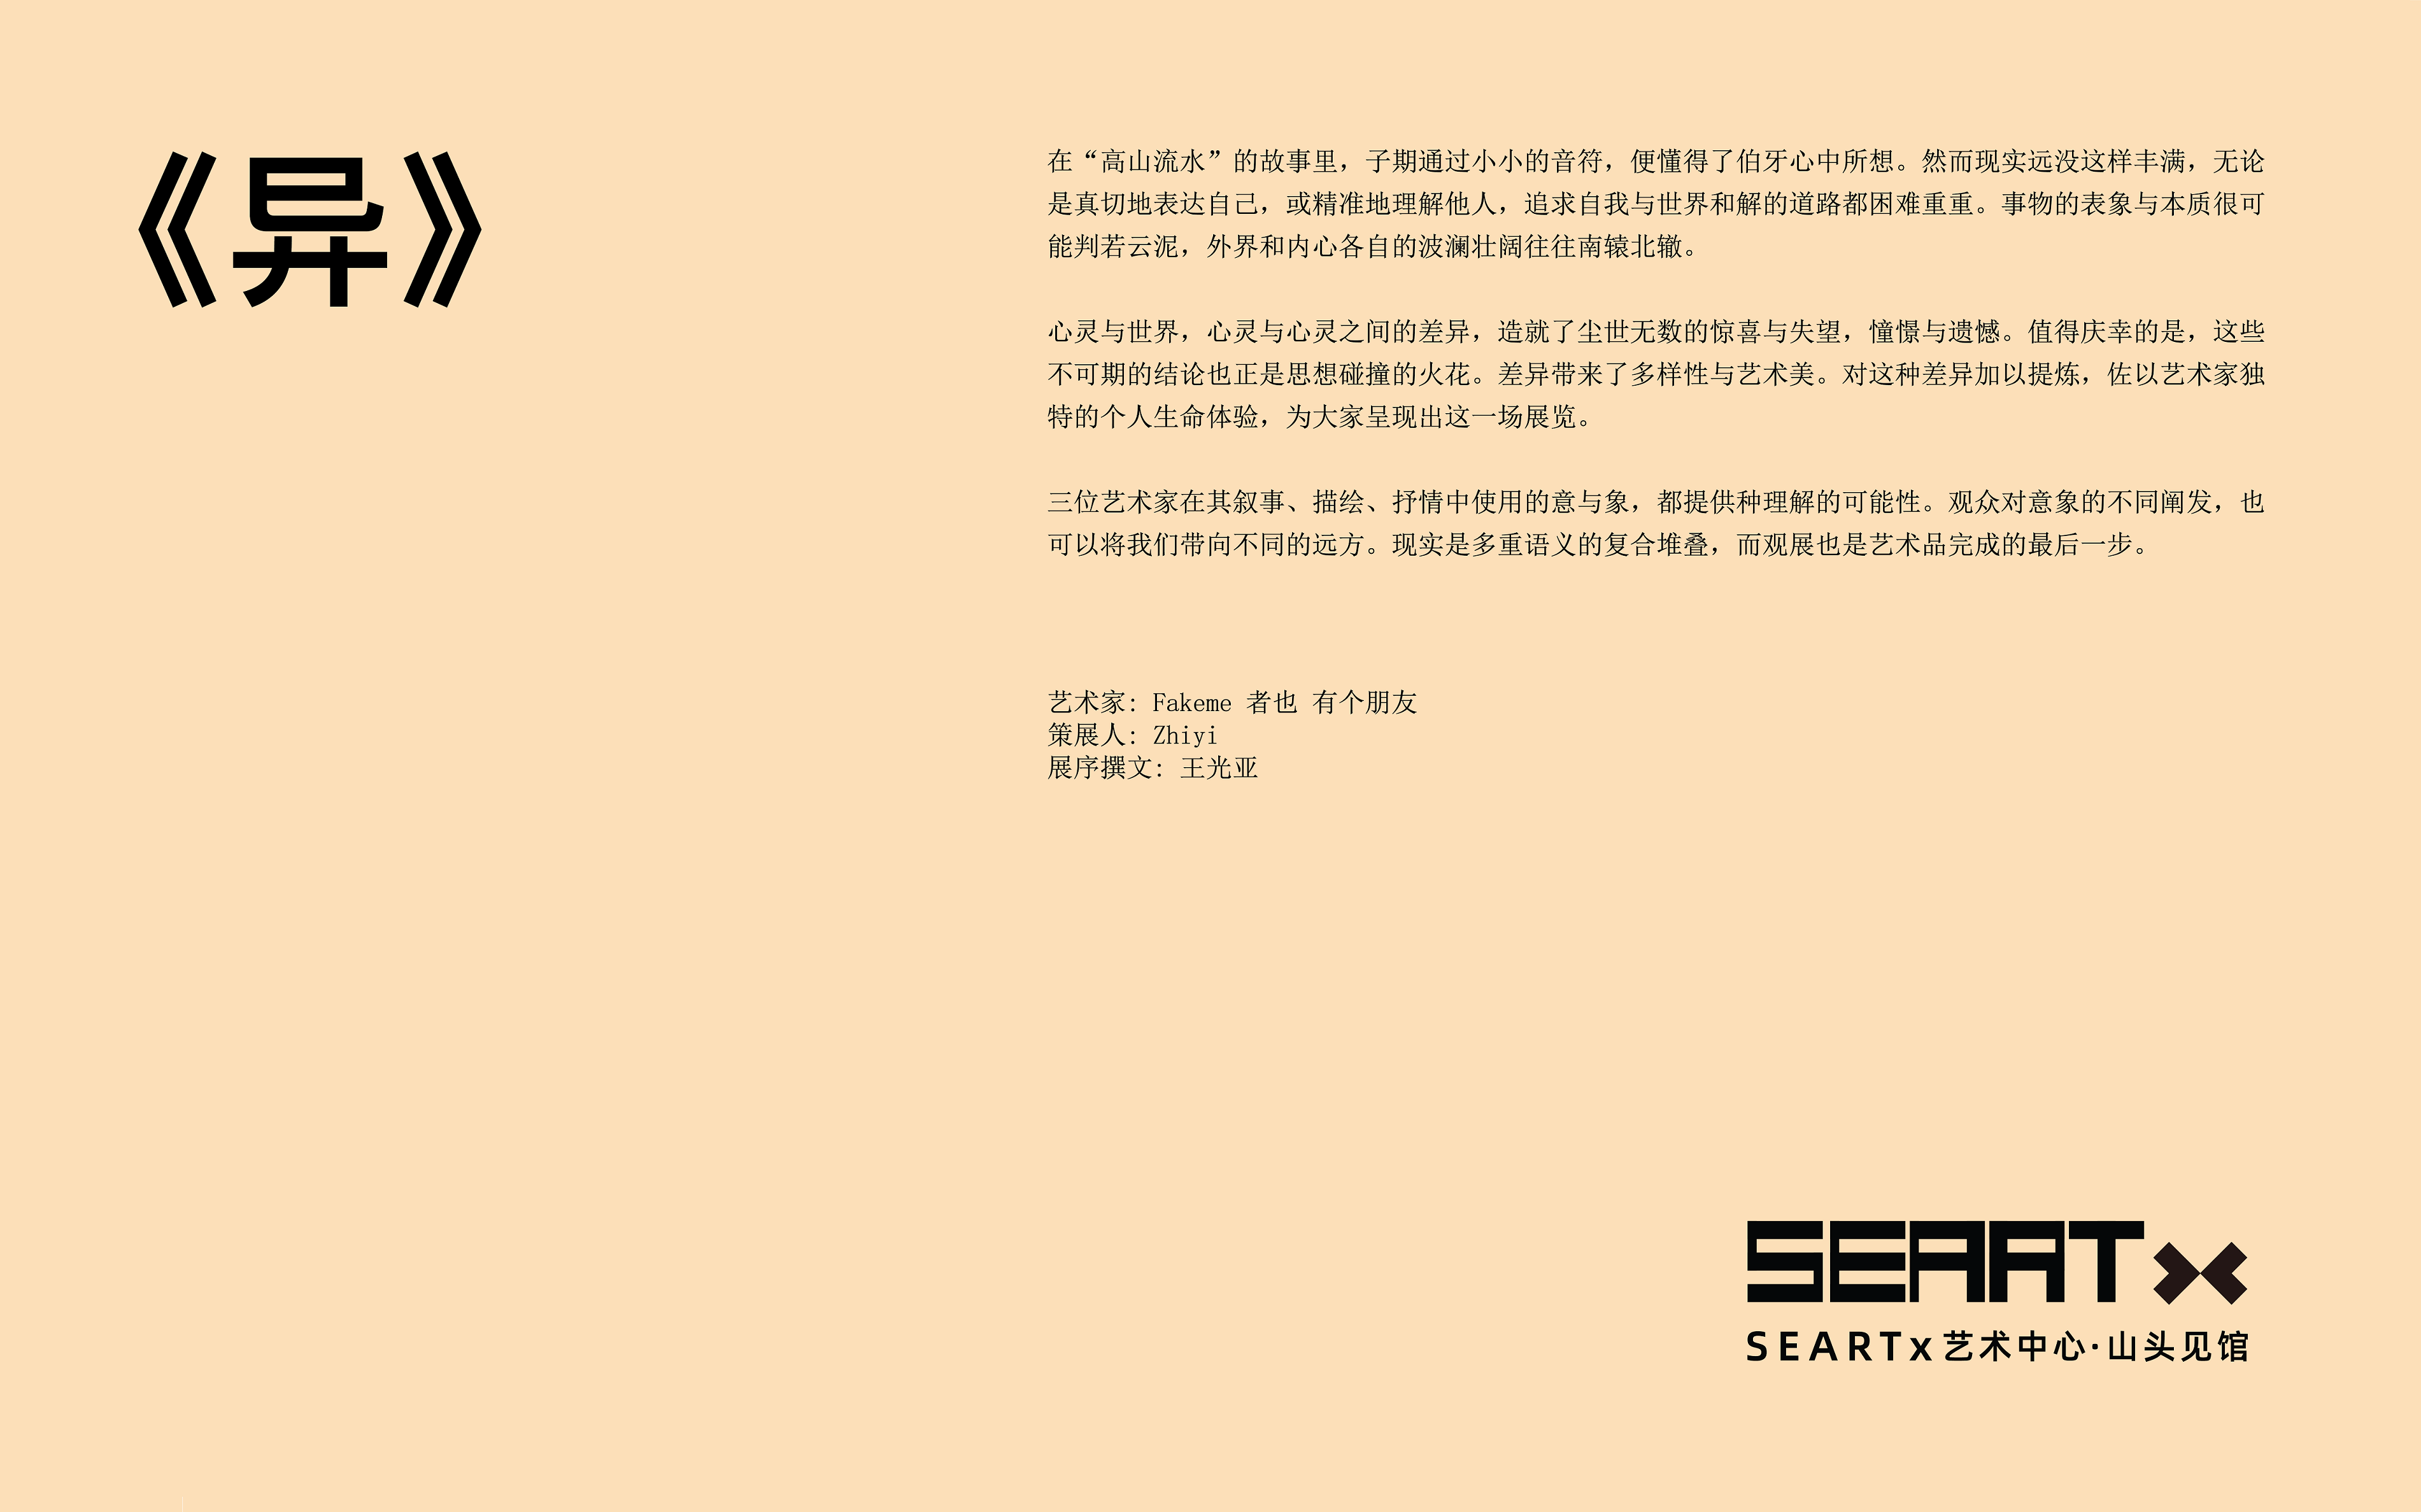 《异》
在“高山流水”的故事里，子期通过小小的音符，便懂得了伯牙心中所想。然而现实远没这样丰满，无论
是真切地表达自己，或精准地理解他人，追求自我与世界和解的道路都困难重重。事物的表象与本质很可
能判若云泥，外界和内心各自的波澜壮阔往往南辕北辙。
心灵与世界，心灵与心灵之间的差异，造就了尘世无数的惊喜与失望，憧憬与遗憾。值得庆幸的是，这些
不可期的结论也正是思想碰撞的火花。差异带来了多样性与艺术美。对这种差异加以提炼，佐以艺术家独
特的个人生命体验，为大家呈现出这一场展览。
三位艺术家在其叙事、描绘、抒情中使用的意与象，都提供种理解的可能性。观众对意象的不同阐发，也
可以将我们带向不同的远方。现实是多重语义的复合堆叠，而观展也是艺术品完成的最后一步。
艺术家: Fakeme 者也 有个朋友
策展人: Zhiyi
展序撰文: 王光亚
SEARTx
SEARTx艺术中心·山头见馆